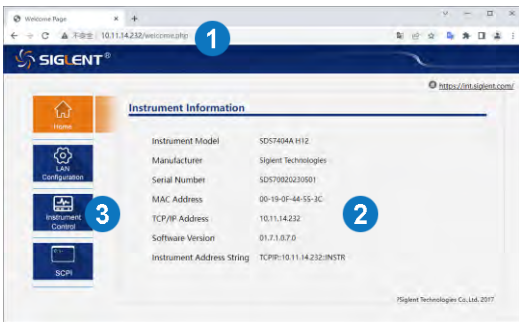 Welcome Page
不安全 10.11.14.232/welcome.php
1
SIGLENT®
https://int.siglent.com/
Home
Instrument Information
LAN
Configuration
Instrument
Control
SCPI
Instrument Model SDS7404A H12
Manufacturer Siglent Technologies
Serial Number SDS70020230501
MAC Address 00-19-0F-44-55-3C
TCP/IP Address 10.11.14.232
Software Version 01.7.1.0.7.0
Instrument Address String TCPIP::10.11.14.232::INSTR
2
3
?Siglent Technologies Co. Ltd. 2017